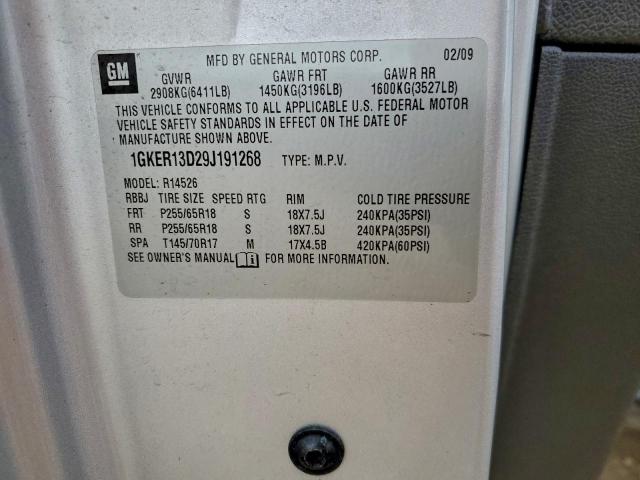 GM
MFD BY GENERAL MOTORS CORP. 02/09
GVWR GAWR FRT GAWR RR
2908KG(6411LB) 1450KG(3196LB) 1600KG(3527LB)
THIS VEHICLE CONFORMS TO ALL APPLICABLE U.S. FEDERAL MOTOR
VEHICLE SAFETY STANDARDS IN EFFECT ON THE DATE OF
MANUFACTURE SHOWN ABOVE.
1GKER13D29J191268 TYPE: M.P.V.
MODEL: R14526
RBBJ TIRE SIZE SPEED RTG RIM COLD TIRE PRESSURE
FRT P255/65R18 S 18X7.5J 240KPA(35PSI)
RR P255/65R18 S 18X7.5J 240KPA(35PSI)
SPA T145/70R17 M 17X4.5B 420KPA(60PSI)
SEE OWNER'S MANUAL FOR MORE INFORMATION.